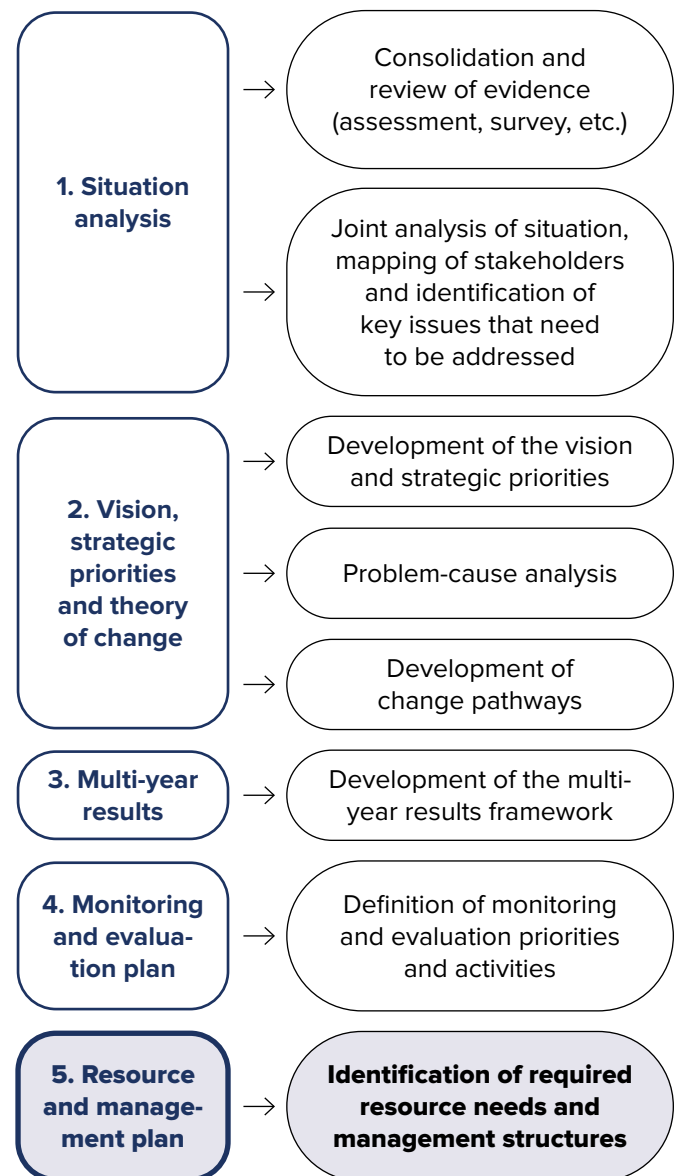 1. Situation
analysis
Consolidation and
review of evidence
(assessment, survey, etc.)
Joint analysis of situation,
mapping of stakeholders
and identification of
key issues that need
to be addressed
2. Vision,
strategic
priorities
and theory
of change
Development of the vision
and strategic priorities
Problem-cause analysis
Development of
change pathways
3. Multi-year
results
Development of the multi-
year results framework
4. Monitoring
and evalua-
tion plan
Definition of monitoring
and evaluation priorities
and activities
5. Resource
and manage-
ment plan
Identification of required
resource needs and
management structures